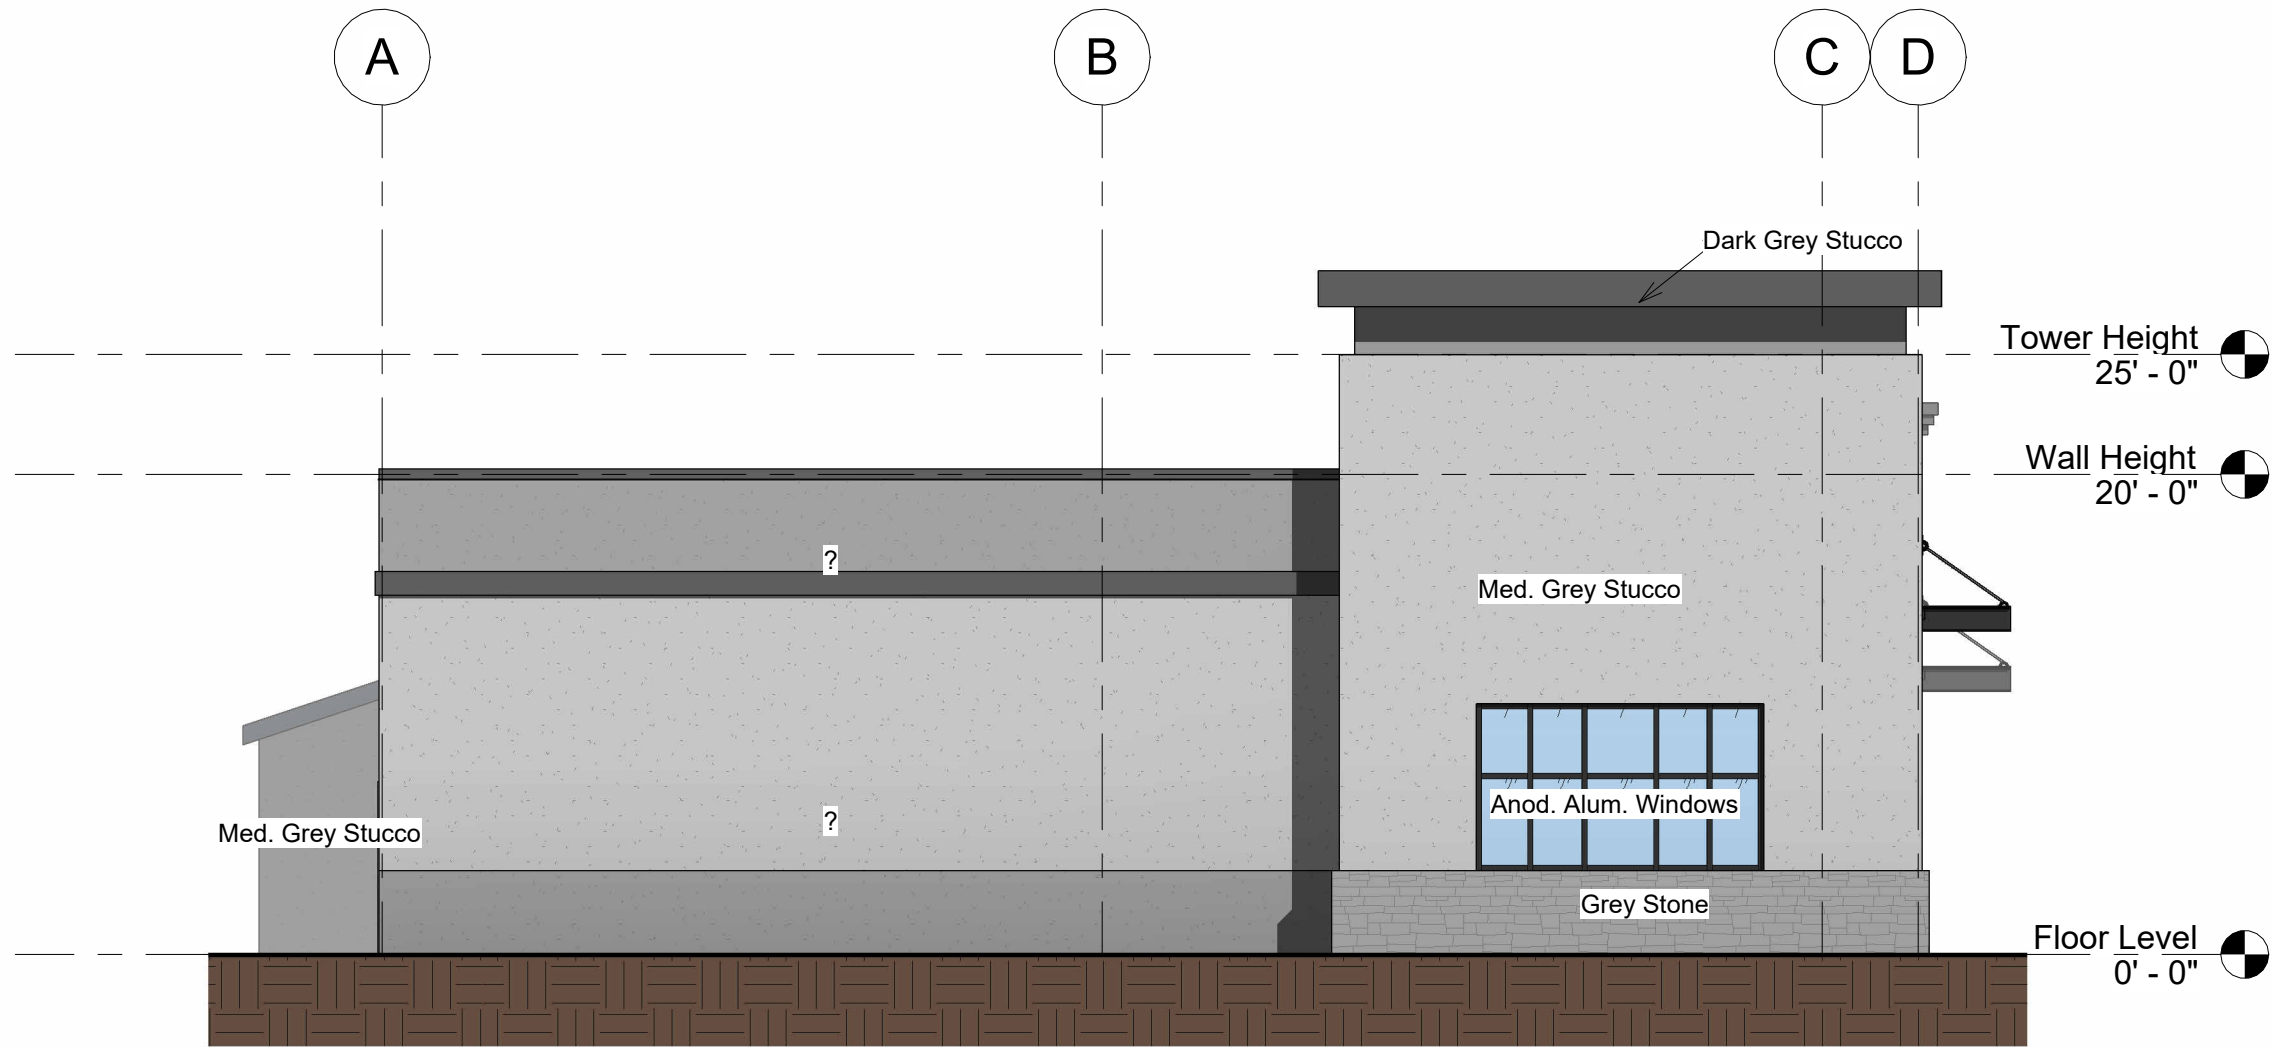 A
B
C
D
Dark Grey Stucco
Tower Height
25' - 0"
Wall Height
20' - 0"
?
Med. Grey Stucco
Anod. Alum. Windows
?
Med. Grey Stucco
Grey Stone
Floor Level
0' - 0"